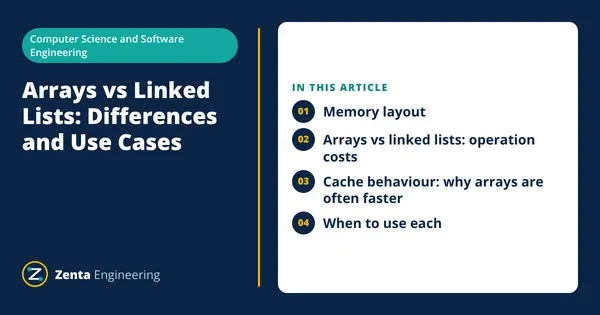 Computer Science and Software
Engineering
Arrays vs Linked
Lists: Differences
and Use Cases
Zenta Engineering
IN THIS ARTICLE
01 Memory layout
02 Arrays vs linked lists: operation
costs
03 Cache behaviour: why arrays are
often faster
04 When to use each